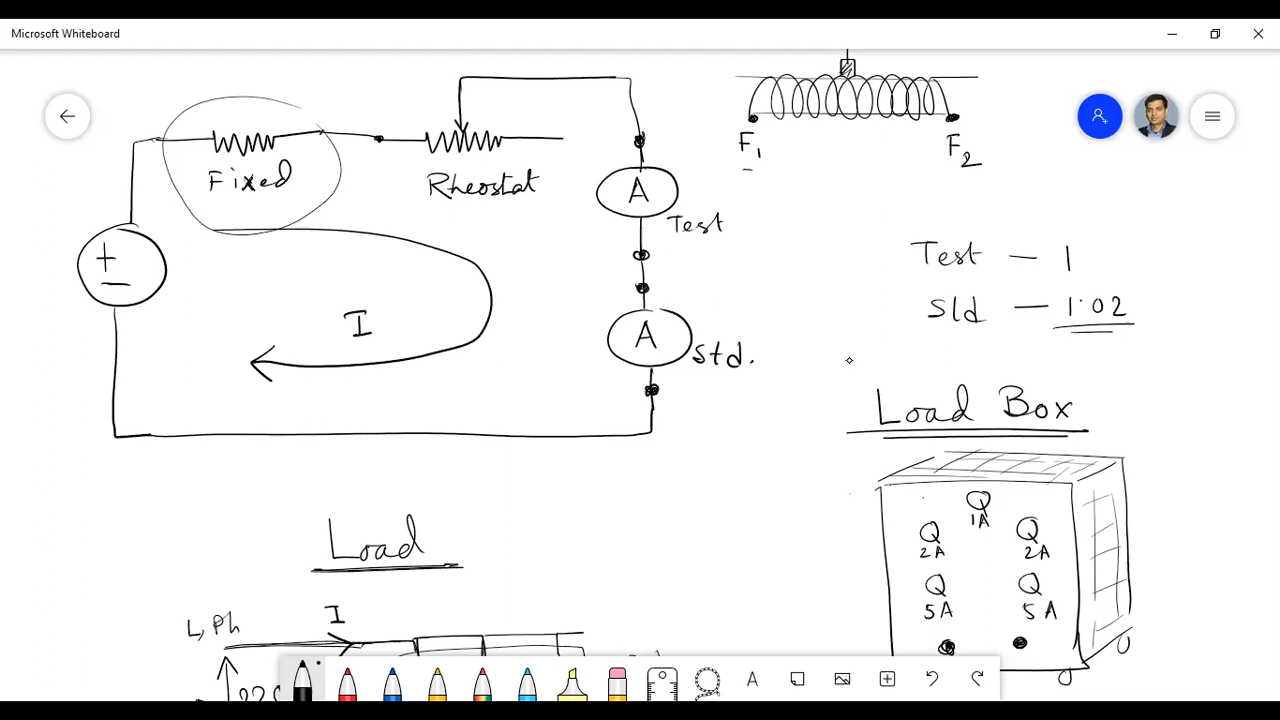 Microsoft Whiteboard
F1
F2
Fixed
Rheostat
A
Test
+
−
I
A
Std.
Test — 1
Std — 1.02
Load Box
1A
2A
2A
5A
5A
Load
I
L, Ph
A